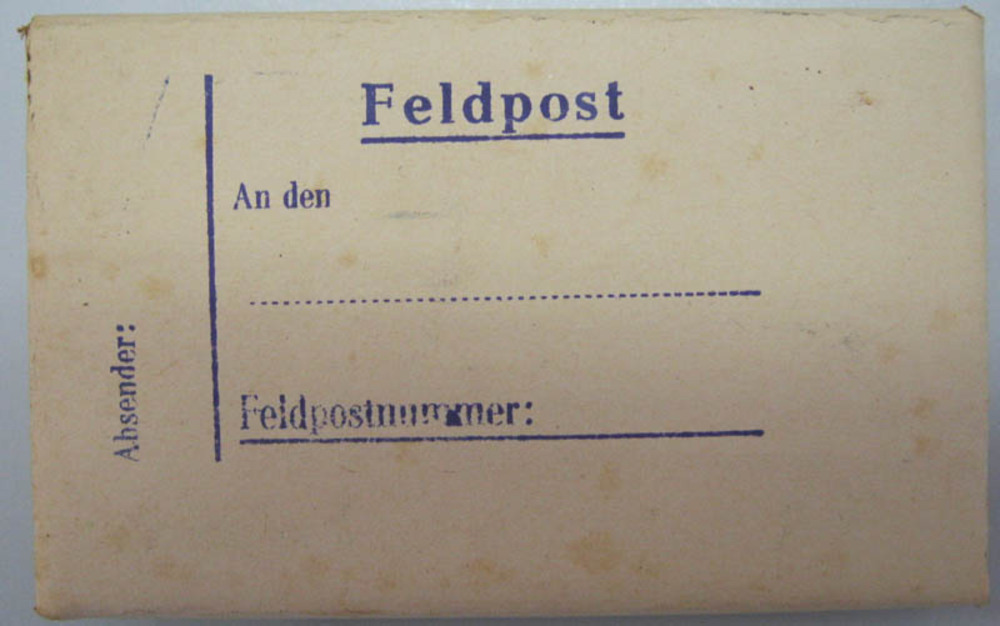 Feldpost
An den
Feldpostnummer:
Absender: